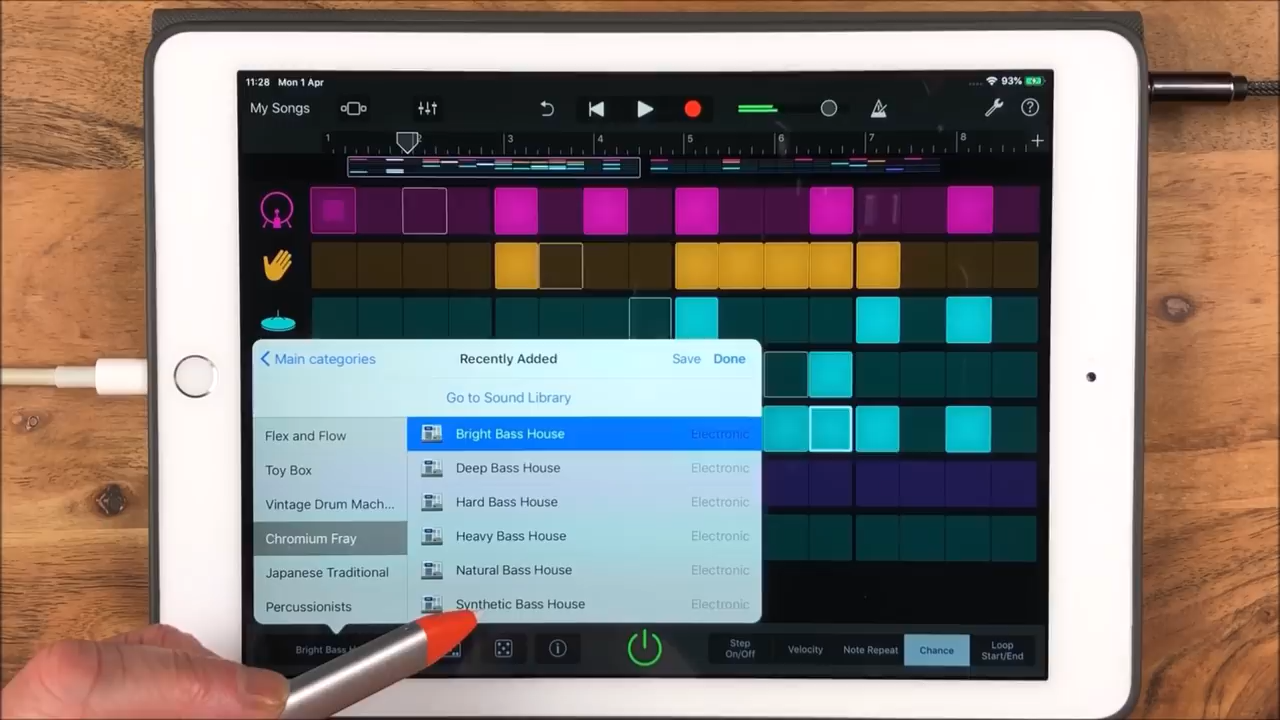 11:28 Mon 1 Apr
93%
My Songs
1 2 3 4 5 6 7 8 +
Main categories Recently Added Save Done
Go to Sound Library
Flex and Flow
Toy Box
Vintage Drum Mach...
Chromium Fray
Japanese Traditional
Percussionists
Bright Bass House Electronic
Deep Bass House Electronic
Hard Bass House Electronic
Heavy Bass House Electronic
Natural Bass House Electronic
Synthetic Bass House Electronic
Bright Bass
Step
On/Off
Velocity
Note Repeat
Chance
Loop
Start/End